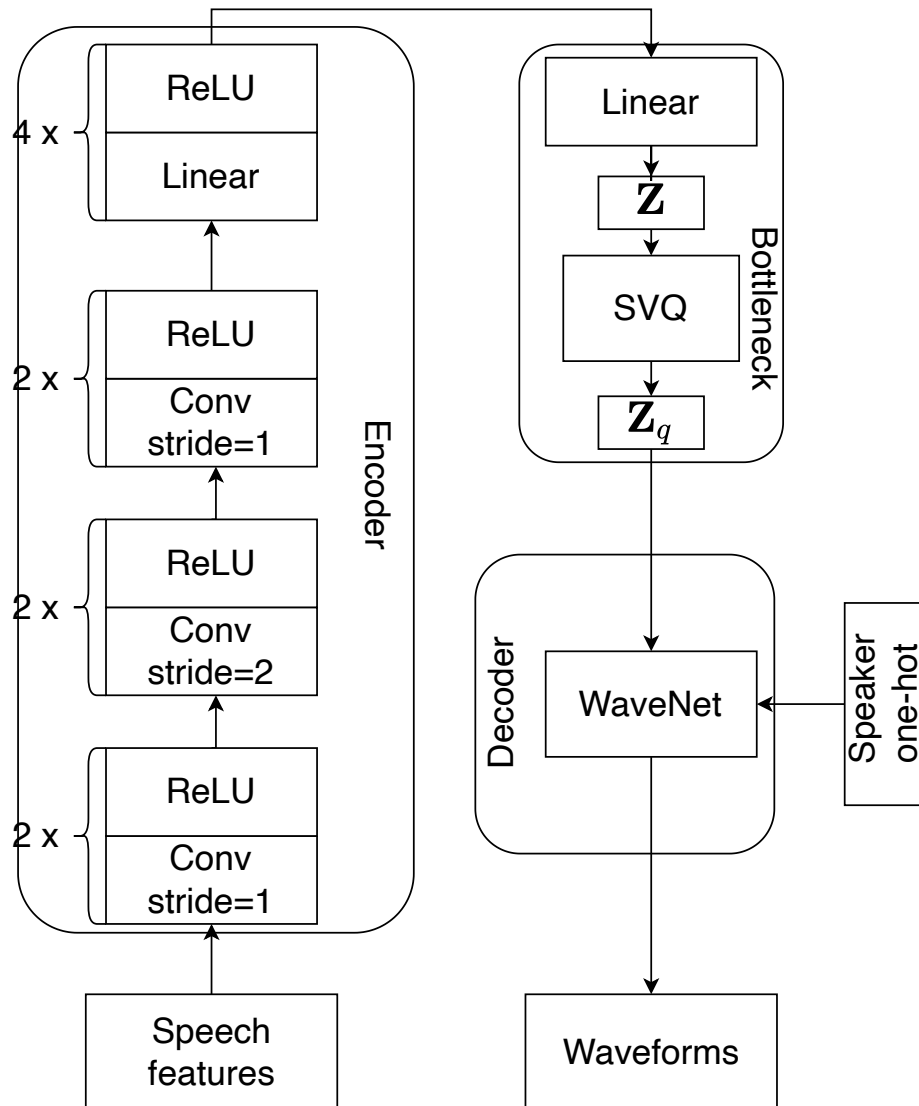 ReLU
4 x
Linear
ReLU
2 x
Conv
stride=1
ReLU
2 x
Conv
stride=2
ReLU
2 x
Conv
stride=1
Encoder
Speech
features
Linear
Z
SVQ
Zq
Bottleneck
Decoder
WaveNet
Speaker
one-hot
Waveforms